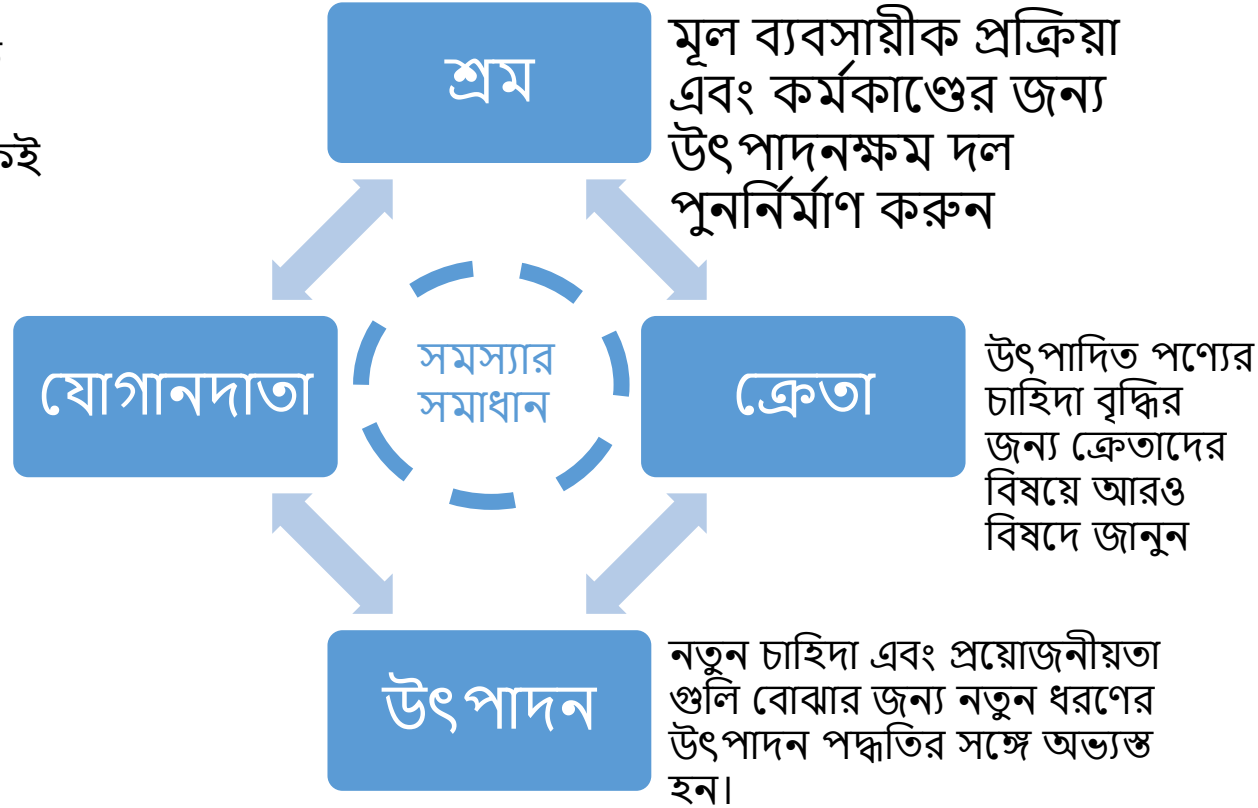 শ্রম
মূল ব্যবসায়ীক প্রক্রিয়া
এবং কর্মকাণ্ডের জন্য
উৎপাদনক্ষম দল
পুনর্নির্মাণ করুন
যোগানদাতা
সমস্যার
সমাধান
ক্রেতা
উৎপাদিত পণ্যের
চাহিদা বৃদ্ধির
জন্য ক্রেতাদের
বিষয়ে আরও
বিষদে জানুন
উৎপাদন
নতুন চাহিদা এবং প্রয়োজনীয়তা
গুলি বোঝার জন্য নতুন ধরণের
উৎপাদন পদ্ধতির সঙ্গে অভ্যস্ত
হন।